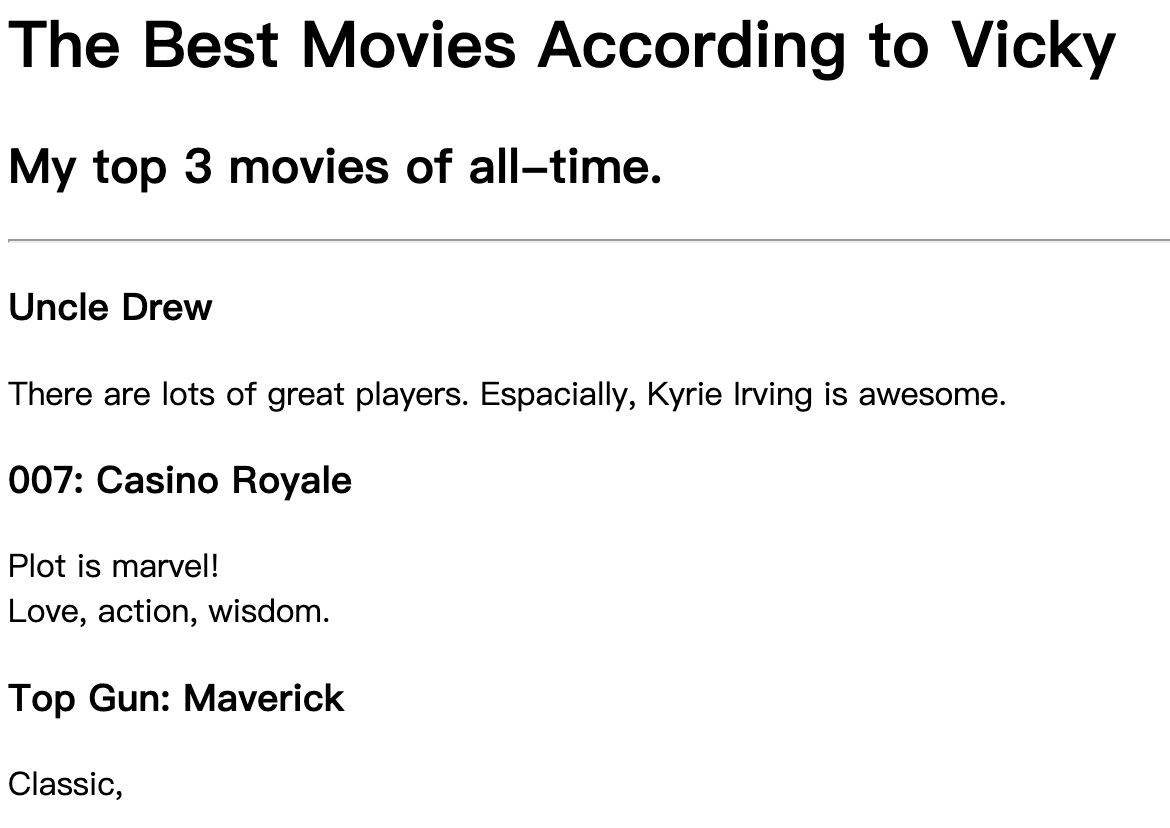 The Best Movies According to Vicky
My top 3 movies of all-time.
Uncle Drew
There are lots of great players. Espacially, Kyrie Irving is awesome.
007: Casino Royale
Plot is marvel!
Love, action, wisdom.
Top Gun: Maverick
Classic,